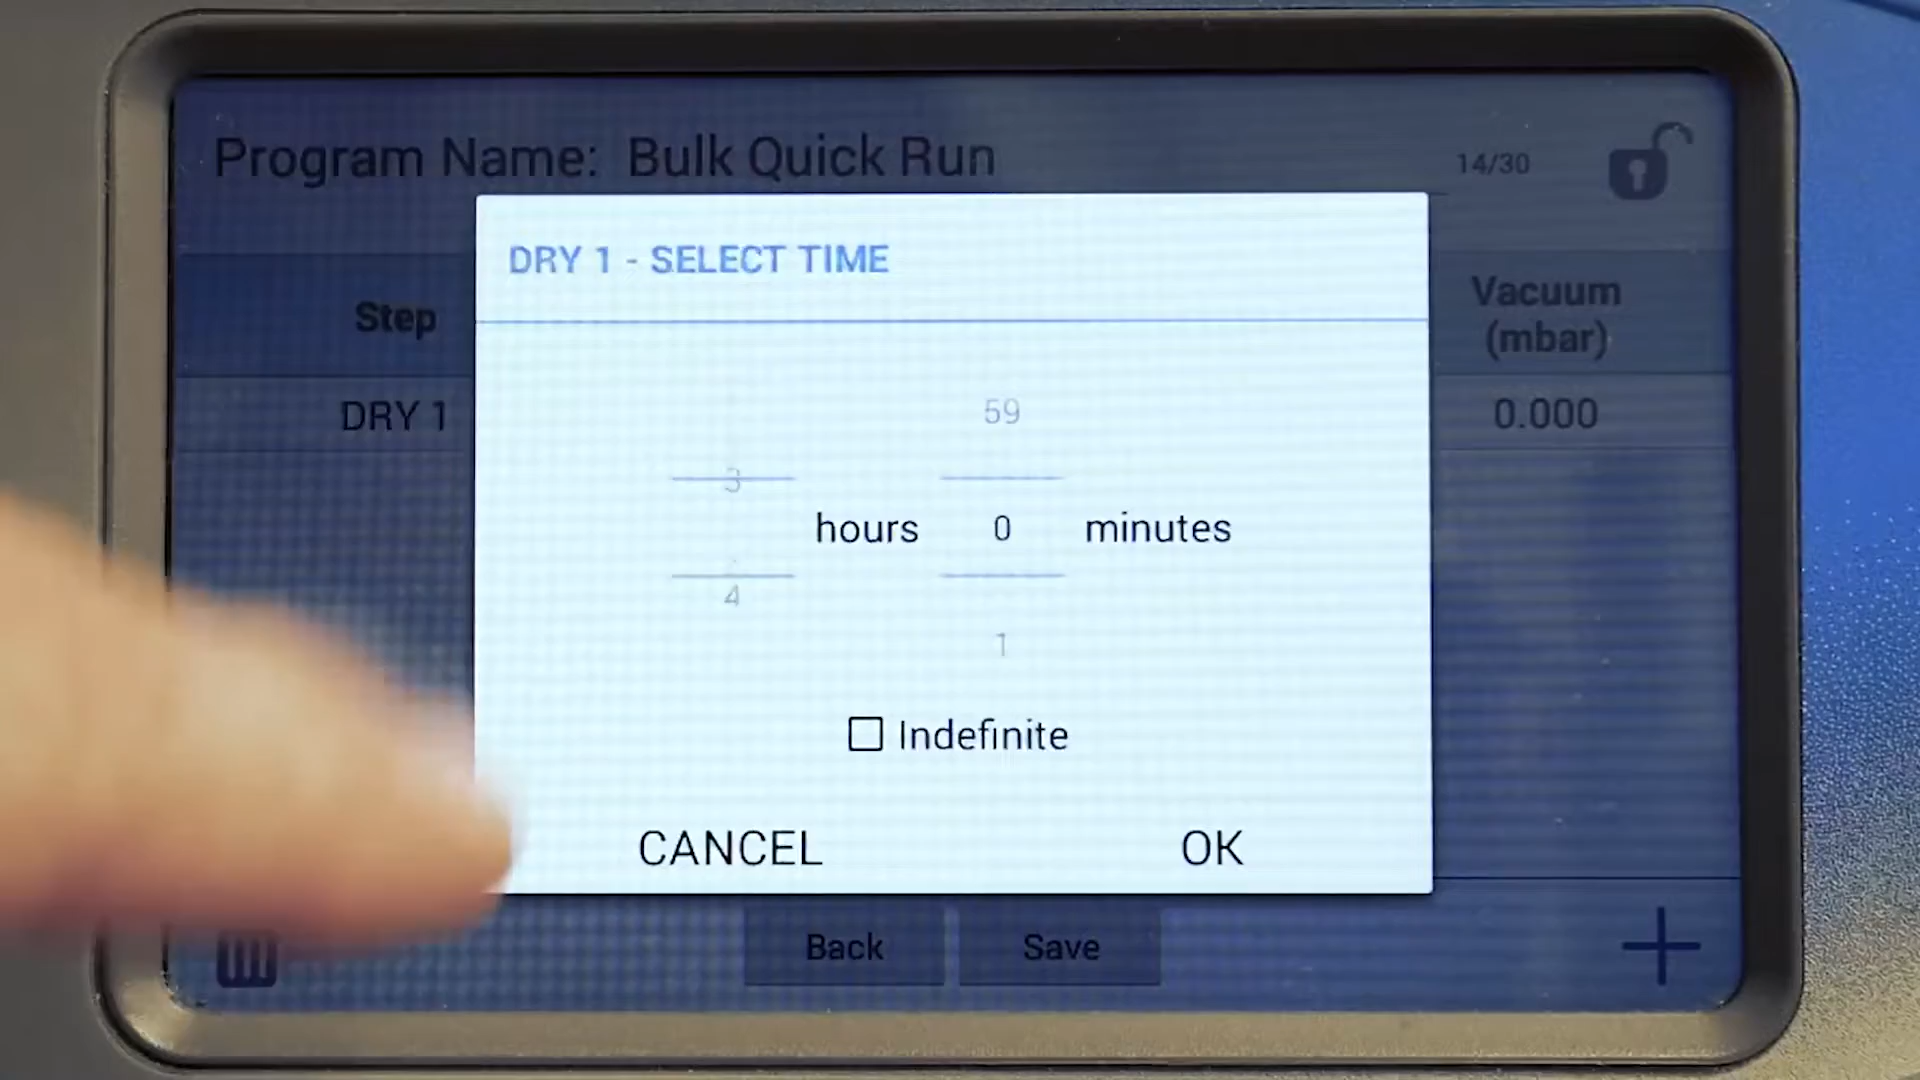 Program Name: Bulk Quick Run
14/30
DRY 1 - SELECT TIME
Step
Vacuum
(mbar)
DRY 1
59
0.000
3
hours 0 minutes
4
1
Indefinite
CANCEL OK
Back Save